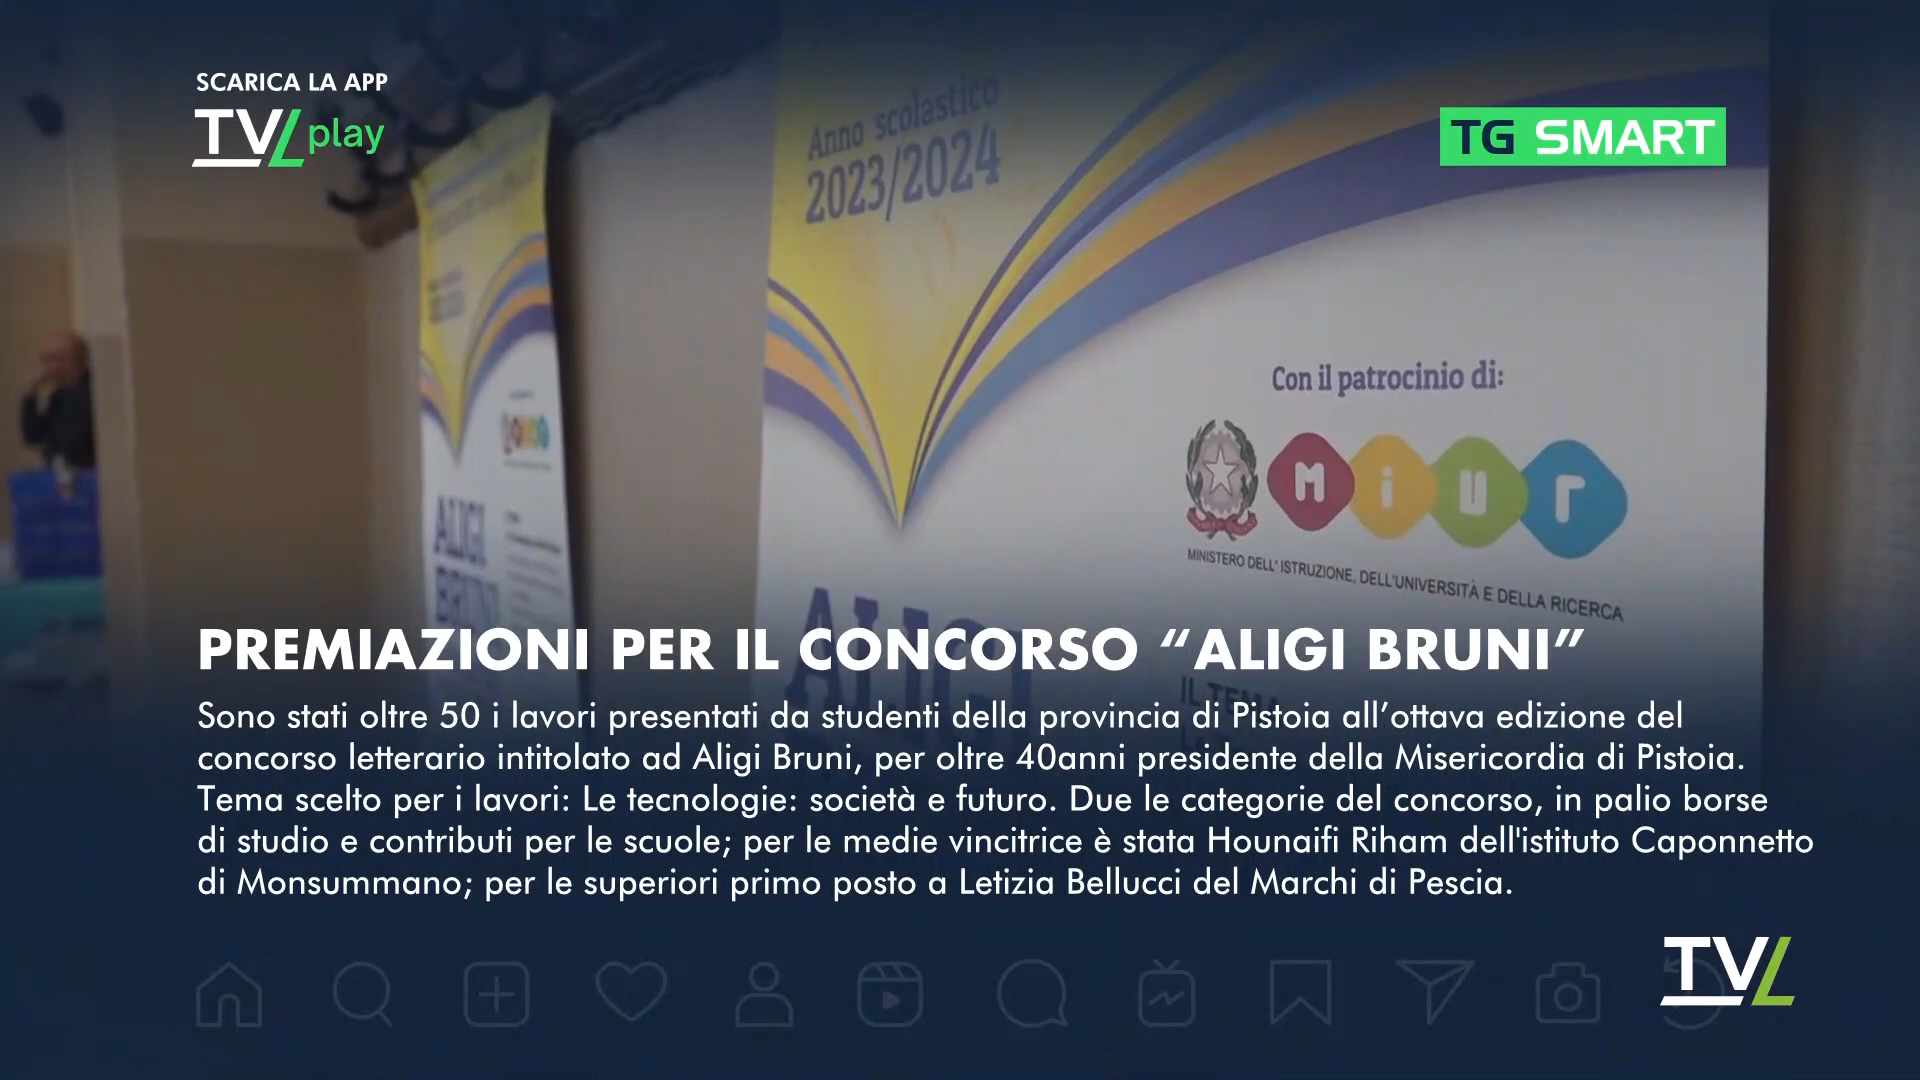 SCARICA LA APP
TVL play
TG SMART
Anno scolastico
2023/2024
Con il patrocinio di:
Miur
MINISTERO DELL' ISTRUZIONE, DELL'UNIVERSITÀ E DELLA RICERCA
ALIGI
BRUNI
ALIGI
IL TEMA
PREMIAZIONI PER IL CONCORSO “ALIGI BRUNI”
Sono stati oltre 50 i lavori presentati da studenti della provincia di Pistoia all’ottava edizione del
concorso letterario intitolato ad Aligi Bruni, per oltre 40anni presidente della Misericordia di Pistoia.
Tema scelto per i lavori: Le tecnologie: società e futuro. Due le categorie del concorso, in palio borse
di studio e contributi per le scuole; per le medie vincitrice è stata Hounaifi Riham dell'istituto Caponnetto
di Monsummano; per le superiori primo posto a Letizia Bellucci del Marchi di Pescia.
TVL